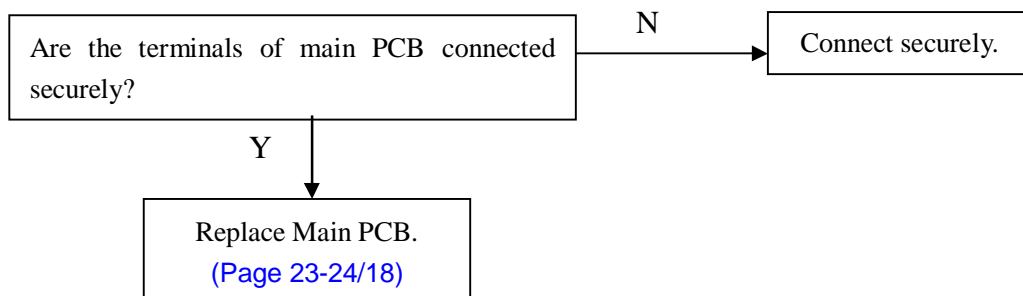 Are the terminals of main PCB connected
securely?
N
Connect securely.
Y
Replace Main PCB.
(Page 23-24/18)